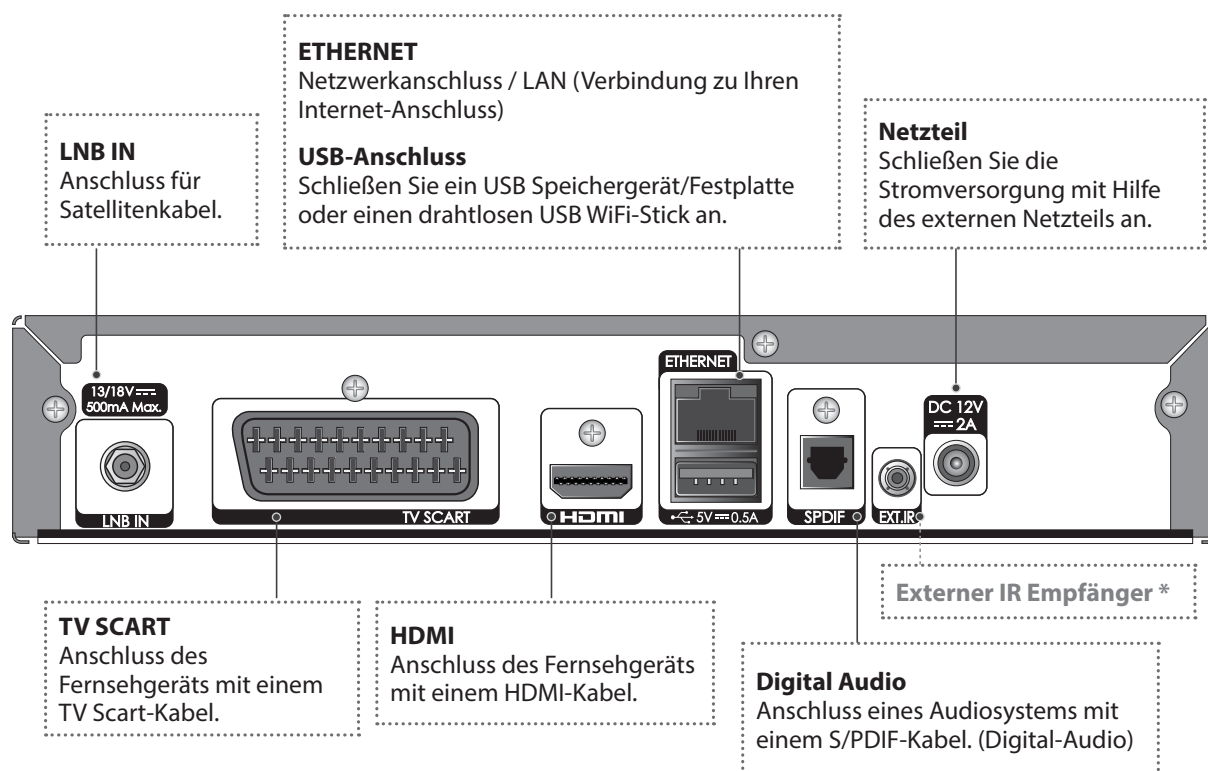 ETHERNET
Netzwerkanschluss / LAN (Verbindung zu Ihren
Internet-Anschluss)
USB-Anschluss
Schließen Sie ein USB Speichergerät/Festplatte
oder einen drahtlosen USB WiFi-Stick an.
LNB IN
Anschluss für
Satellitenkabel.
Netzteil
Schließen Sie die
Stromversorgung mit Hilfe
des externen Netzteils an.
13/18V
500mA Max.
LNB IN
TV SCART
HDMI
ETHERNET
5V 0.5A
SPDIF
EXT.IR
DC 12V
2A
Externer IR Empfänger *
TV SCART
Anschluss des
Fernsehgeräts mit einem
TV Scart-Kabel.
HDMI
Anschluss des Fernsehgeräts
mit einem HDMI-Kabel.
Digital Audio
Anschluss eines Audiosystems mit
einem S/PDIF-Kabel. (Digital-Audio)